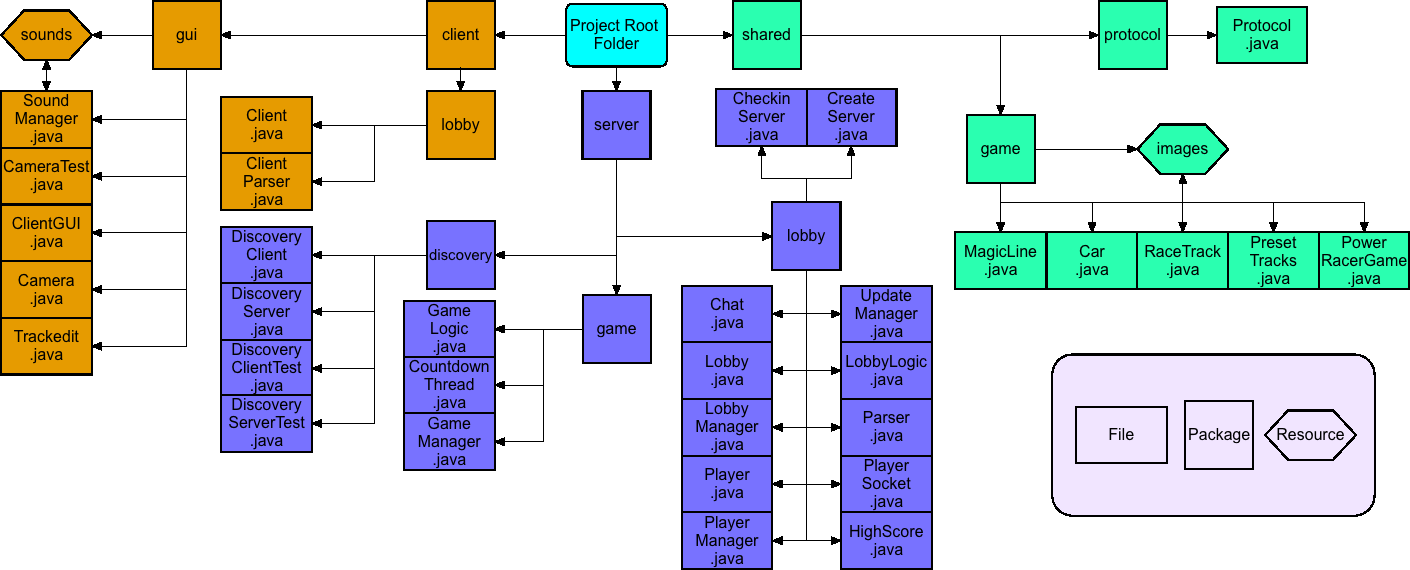 sounds
gui
client
Project Root
Folder
shared
protocol
Protocol
.java
Sound
Manager
.java
CameraTest
.java
ClientGUI
.java
Camera
.java
Trackedit
.java
Client
.java
Client
Parser
.java
lobby
server
Checkin
Server
.java
Create
Server
.java
game
images
Discovery
Client
.java
Discovery
Server
.java
Discovery
ClientTest
.java
Discovery
ServerTest
.java
discovery
lobby
MagicLine
.java
Car
.java
RaceTrack
.java
Preset
Tracks
.java
Power
RacerGame
.java
Game
Logic
.java
Countdown
Thread
.java
Game
Manager
.java
game
Chat
.java
Lobby
.java
Lobby
Manager
.java
Player
.java
Player
Manager
.java
Update
Manager
.java
LobbyLogic
.java
Parser
.java
Player
Socket
.java
HighScore
.java
File
Package
Resource